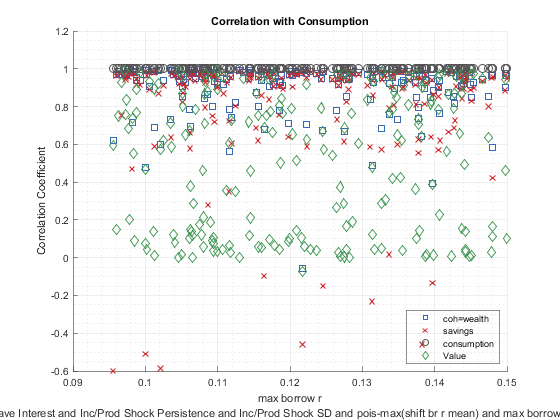 Correlation with Consumption
1.2
1
0.8
0.6
0.4
0.2
0
-0.2
-0.4
-0.6
Correlation Coefficient
coh=wealth
savings
consumption
Value
0.09
0.1
0.11
0.12
0.13
0.14
0.15
max borrow r
ave Interest and Inc/Prod Shock Persistence and Inc/Prod Shock SD and pois-max(shift br r mean) and max borrow